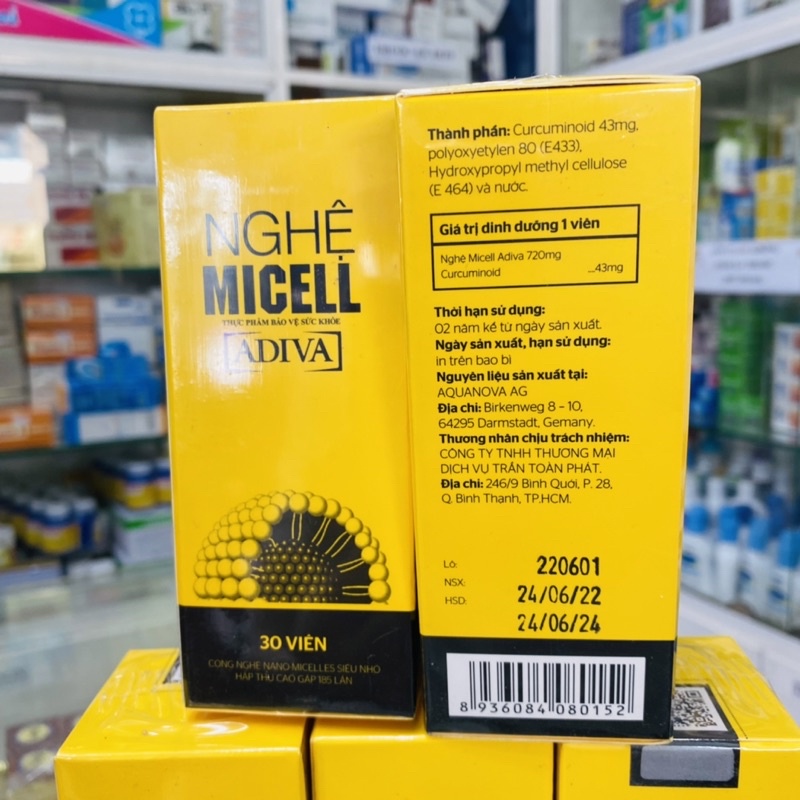 NGHỆ
MICELL
THỰC PHẨM BẢO VỆ SỨC KHỎE
ADIVA
30 VIÊN
CÔNG NGHỆ NANO MICELLES SIÊU NHỎ
HẤP THU CAO GẤP 185 LẦN
Thành phần: Curcuminoid 43mg,
polyoxyetylen 80 (E433),
Hydroxypropyl methyl cellulose
(E 464) và nước.
Giá trị dinh dưỡng 1 viên
Nghệ Micell Adiva 720mg
Curcuminoid ...43mg
Thời hạn sử dụng:
02 năm kể từ ngày sản xuất.
Ngày sản xuất, hạn sử dụng:
in trên bao bì
Nguyên liệu sản xuất tại:
AQUANOVA AG
Địa chỉ: Birkenweg 8 - 10,
64295 Darmstadt, Gemany.
Thương nhân chịu trách nhiệm:
CÔNG TY TNHH THƯƠNG MẠI
DỊCH VỤ TRẦN TOÀN PHÁT.
Địa chỉ: 246/9 Bình Quới, P. 28,
Q. Bình Thạnh, TP.HCM.
Lô: 220601
NSX: 24/06/22
HSD: 24/06/24
8 936084 080152